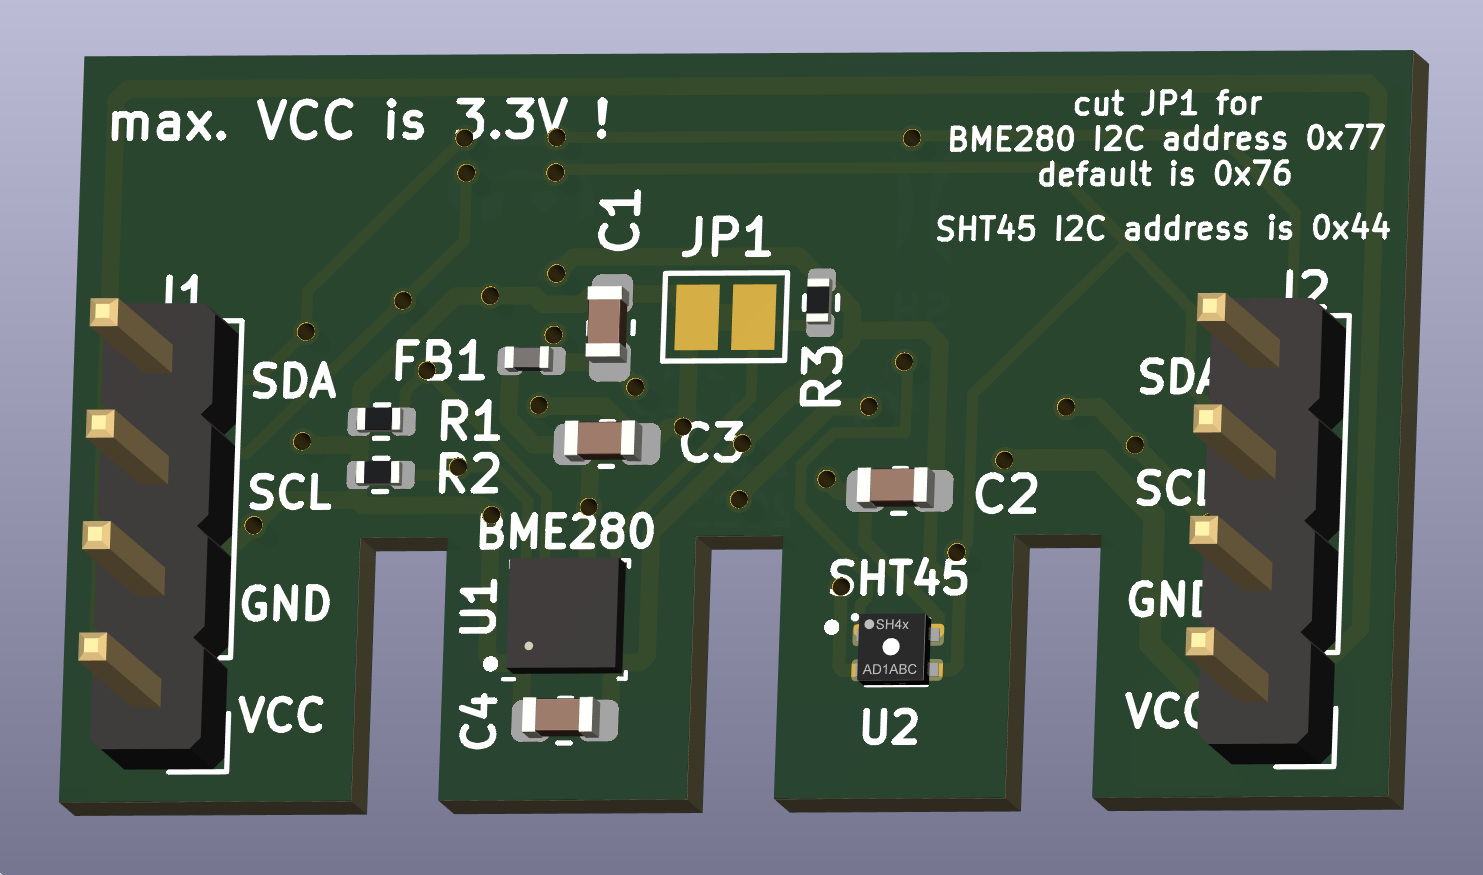 max. VCC is 3.3V !
cut JP1 for
BME280 I2C address 0x77
default is 0x76
SHT45 I2C address is 0x44
C1
JP1
J1
J2
FB1
R3
SDA
SDA
R1
C3
R2
SCL
C2
SCL
BME280
SHT45
U1
GND
GND
SH4x
AD1ABC
C4
VCC
U2
VCC